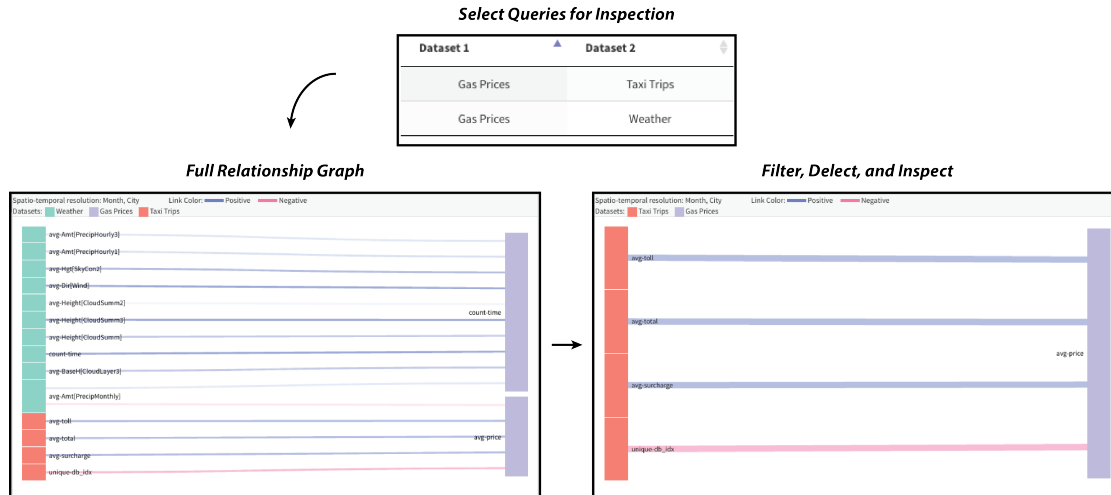 Select Queries for Inspection
Dataset 1 Dataset 2
Gas Prices Taxi Trips
Gas Prices Weather
Full Relationship Graph
Spatio-temporal resolution: Month, City Link Color: Positive Negative
Datasets: Weather Gas Prices Taxi Trips
avg-Amt[PrecipHourly3]
avg-Amt[PrecipHourly1]
avg-Hgt[SkyCon2]
avg-Dir[Wind]
avg-Height[CloudSumm2]
count-time
avg-Height[CloudSumm3]
avg-Height[CloudSumm]
count-time
avg-BaseH[CloudLayer3]
avg-Amt[PrecipMonthly]
avg-toll
avg-total
avg-price
avg-surcharge
unique-db_idx
Filter, Delect, and Inspect
Spatio-temporal resolution: Month, City Link Color: Positive Negative
Datasets: Taxi Trips Gas Prices
avg-toll
avg-total
avg-price
avg-surcharge
unique-db_idx